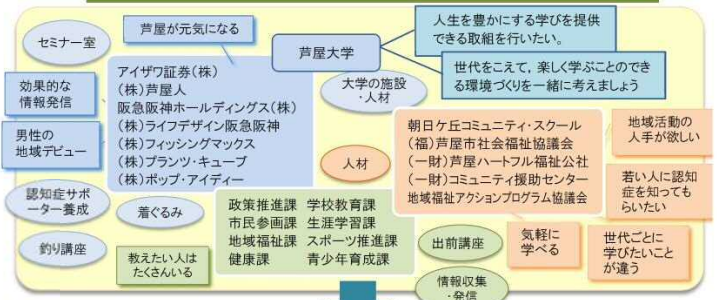 セミナー室
芦屋が元気になる
芦屋大学
人生を豊かにする学びを提供
できる取組を行いたい。
世代をこえて、楽しく学ぶことのでき
る環境づくりを一緒に考えましょう
効果的な
情報発信
男性の
地域デビュー
アイザワ証券(株)
(株)芦屋人
阪急阪神ホールディングス(株)
(株)ライフデザイン阪急阪神
(株)フィッシングマックス
(株)プランツ・キューブ
(株)ポップ・アイディー
大学の施設
・人材
人材
朝日ケ丘コミュニティ・スクール
(福)芦屋市社会福祉協議会
(一財)芦屋ハートフル福祉公社
(一財)コミュニティ援助センター
地域福祉アクションプログラム協議会
地域活動の
人手が欲しい
若い人に認知
症を知っても
らいたい
認知症サポ
ーター養成
着ぐるみ
釣り講座
教えたい人は
たくさんいる
政策推進課 学校教育課
市民参画課 生涯学習課
地域福祉課 スポーツ推進課
健康課 青少年育成課
出前講座
情報収集
・発信
気軽に
学べる
世代ごとに
学びたいこと
が違う